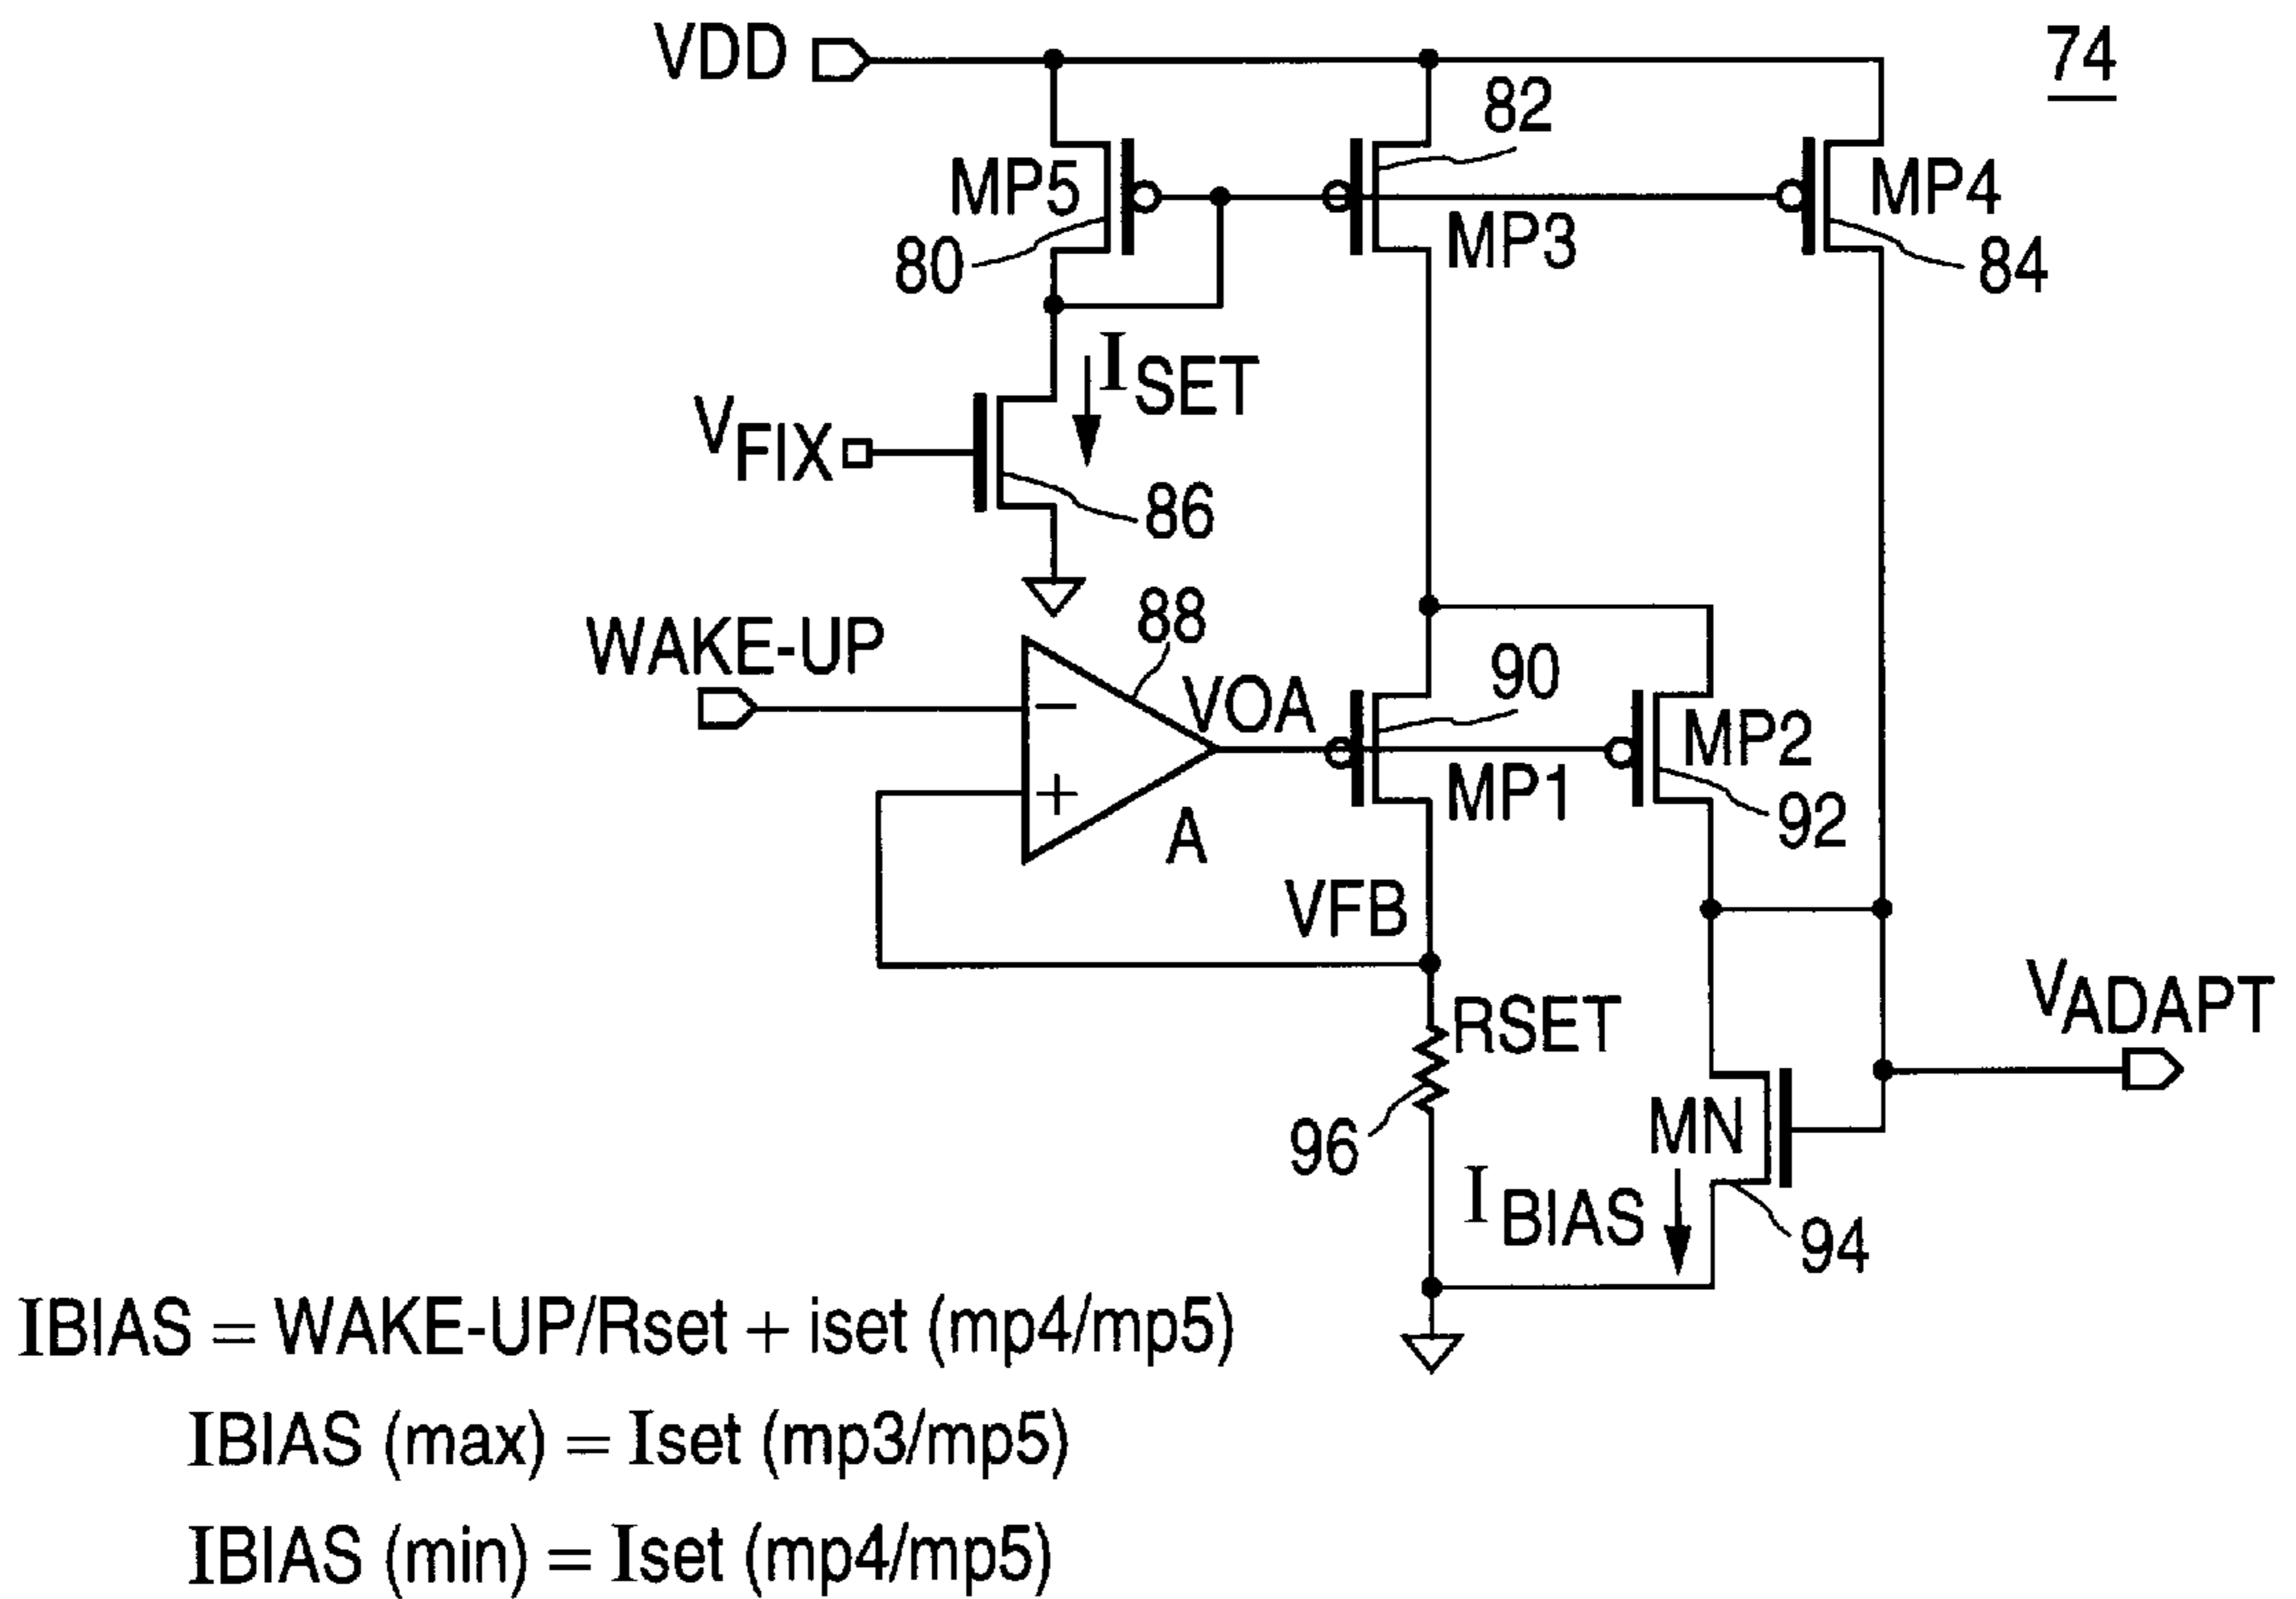 VDD
74
82
MP5
MP4
MP3
80
84
I SET
VFIX
86
WAKE-UP
88
VOA
90
MP2
−
MP1
+
92
A
VFB
RSET
VADAPT
MN
96
I BIAS
94
IBIAS = WAKE-UP/Rset + iset (mp4/mp5)
IBIAS (max) = Iset (mp3/mp5)
IBIAS (min) = Iset (mp4/mp5)